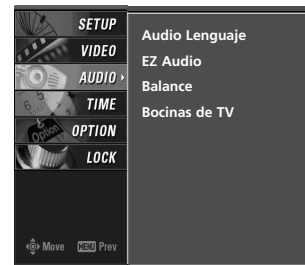 SETUP
VIDEO
AUDIO
TIME
OPTION
LOCK
Move MENU Prev
Audio Lenguaje
EZ Audio
Balance
Bocinas de TV